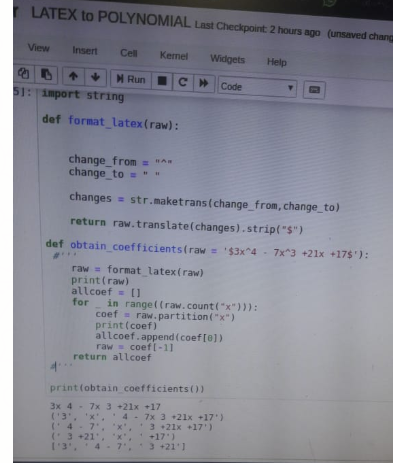 r LATEX to POLYNOMIAL Last Checkpoint: 2 hours ago (unsaved chang
View Insert Cell Kernel Widgets Help
Run Code
5]: import string
def format_latex(raw):
change_from = "^"
change_to = " "
changes = str.maketrans(change_from,change_to)
return raw.translate(changes).strip("$")
def obtain_coefficients(raw = '$3x^4 - 7x^3 +21x +17$'):
#'''
raw = format_latex(raw)
print(raw)
allcoef = []
for _ in range((raw.count("x"))):
coef = raw.partition("x")
print(coef)
allcoef.append(coef[0])
raw = coef[-1]
return allcoef
#'''
print(obtain_coefficients())
3x 4 - 7x 3 +21x +17
('3', 'x', ' 4 - 7x 3 +21x +17')
(' 4 - 7', 'x', ' 3 +21x +17')
(' 3 +21', 'x', ' +17')
['3', ' 4 - 7', ' 3 +21']